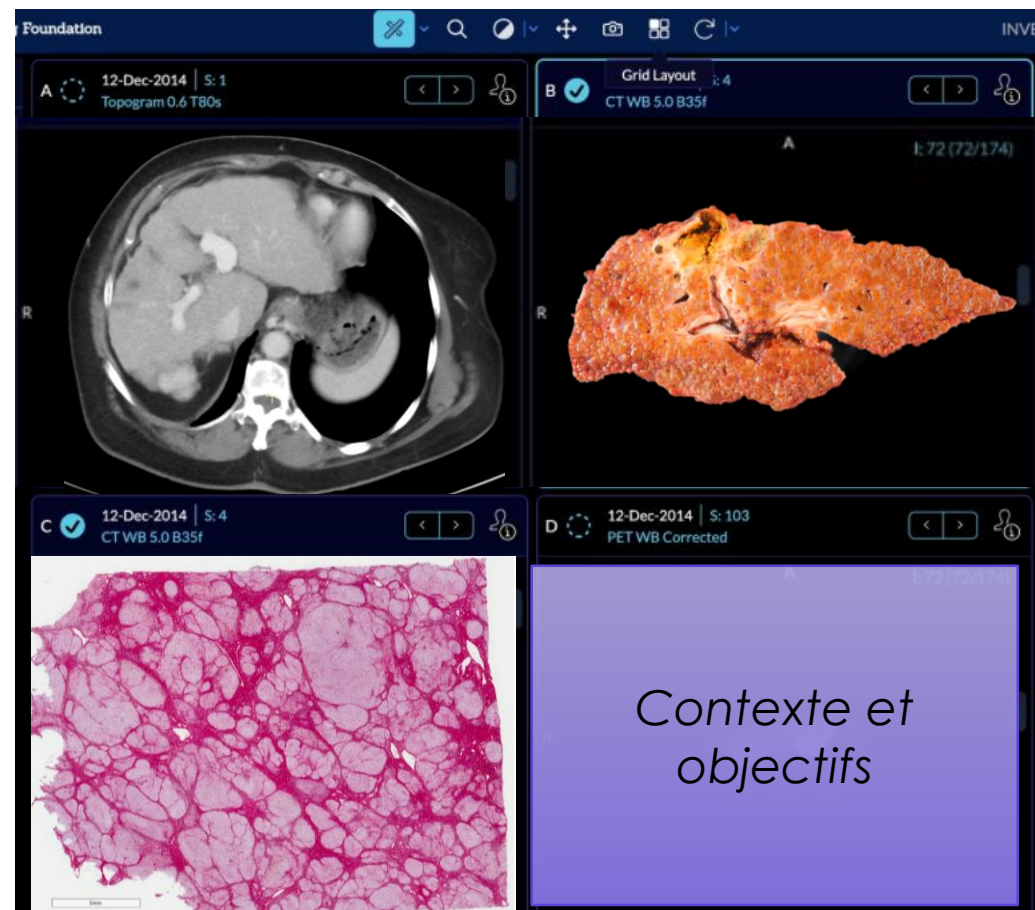 Foundation
INVE
Grid Layout
A
12-Dec-2014 | S: 1
Topogram 0.6 T80s
B
S: 4
CT WB 5.0 B35f
A
I: 72 (72/174)
R
R
C
12-Dec-2014 | S: 4
CT WB 5.0 B35f
D
12-Dec-2014 | S: 103
PET WB Corrected
A
I: 72 (72/174)
R
Contexte et
objectifs